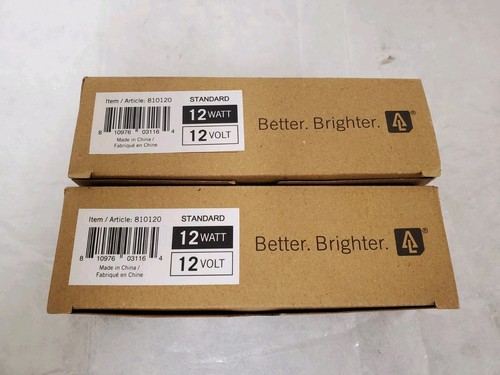 Item / Article: 810120
8 10976 03116 4
Made in China /
Fabriqué en Chine
STANDARD
12 WATT
12 VOLT
Better. Brighter.
®
Item / Article: 810120
8 10976 03116 4
Made in China /
Fabriqué en Chine
STANDARD
12 WATT
12 VOLT
Better. Brighter.
®